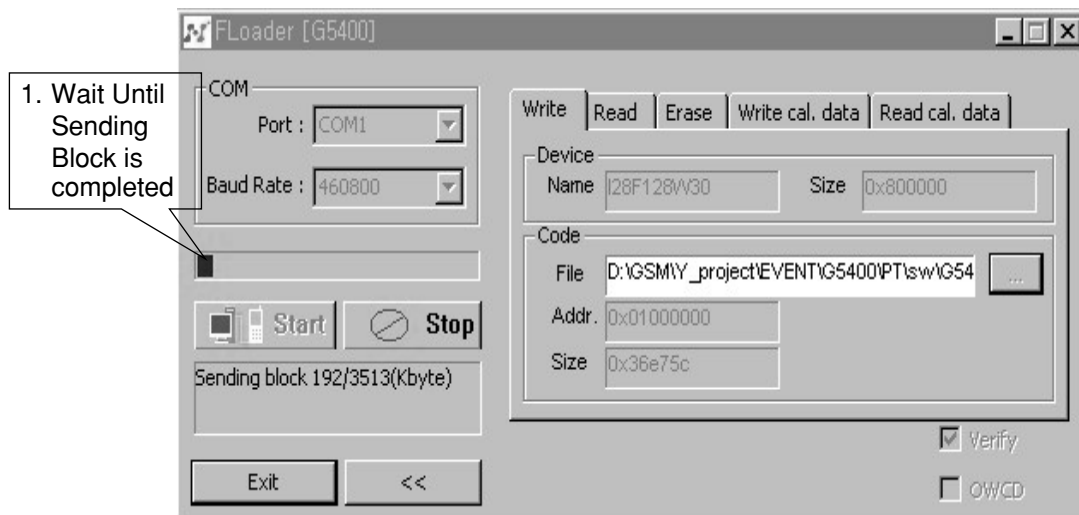 FLoader [G5400]
1. Wait Until
Sending
Block is
completed
COM
Port : COM1
Baud Rate : 460800
Start
Stop
Sending block 192/3513(Kbyte)
Exit
<<
Write Read Erase Write cal. data Read cal. data
Device
Name I28F128W30 Size 0x800000
Code
File D:\GSM\Y_project\EVENT\G5400\PT\sw\G54 ...
Addr. 0x01000000
Size 0x36e75c
Verify
OWCD